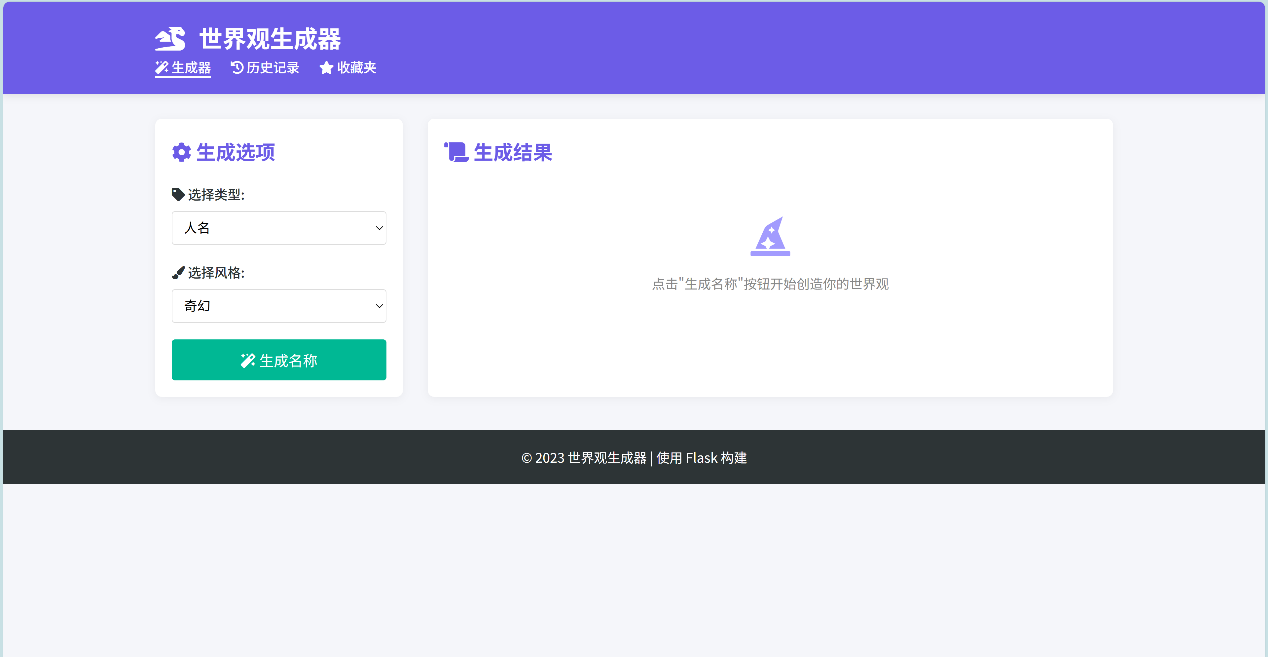 世界观生成器
生成器 历史记录 收藏夹
生成选项
选择类型:
人名
选择风格:
奇幻
生成名称
生成结果
点击"生成名称"按钮开始创造你的世界观
© 2023 世界观生成器 | 使用 Flask 构建